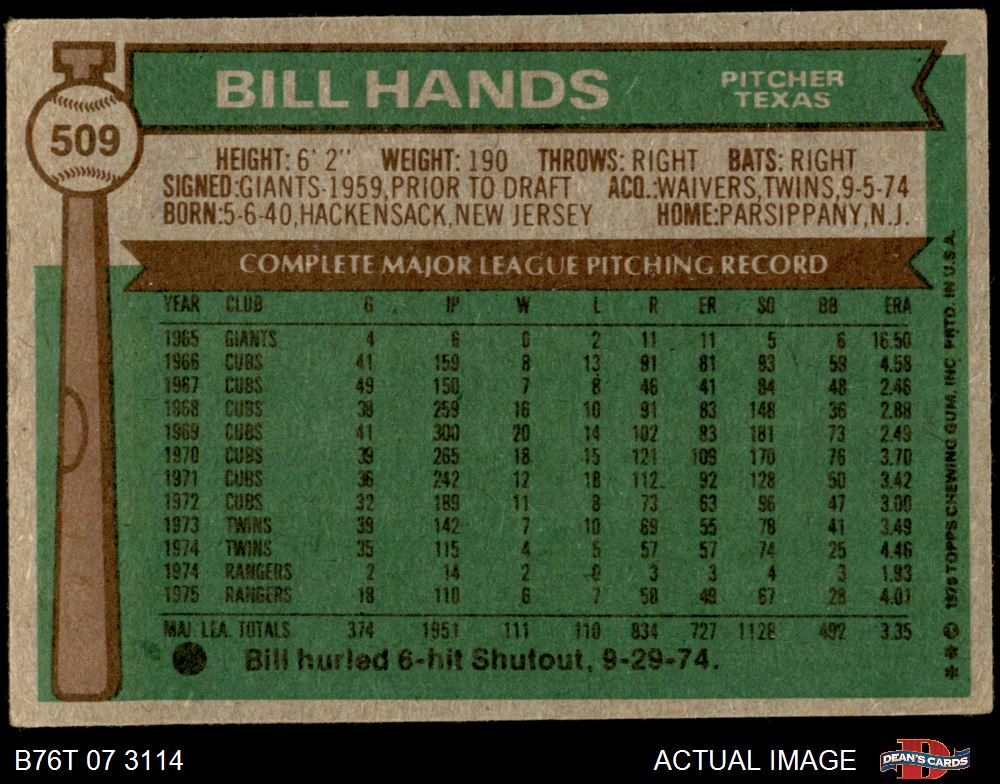 509
BILL HANDS
PITCHER
TEXAS
HEIGHT: 6' 2" WEIGHT: 190 THROWS: RIGHT BATS: RIGHT
SIGNED:GIANTS-1959,PRIOR TO DRAFT ACQ.:WAIVERS,TWINS,9-5-74
BORN:5-6-40,HACKENSACK,NEW JERSEY HOME:PARSIPPANY,N.J.
COMPLETE MAJOR LEAGUE PITCHING RECORD
YEAR CLUB G IP W L R ER SO BB ERA
1965 GIANTS 4 6 0 2 11 11 5 6 16.50
1966 CUBS 41 159 8 13 91 81 93 59 4.58
1967 CUBS 49 150 7 8 46 41 84 48 2.46
1968 CUBS 38 259 16 10 91 83 148 36 2.88
1969 CUBS 41 300 20 14 102 83 181 73 2.49
1970 CUBS 39 265 18 15 121 109 170 76 3.70
1971 CUBS 36 242 12 18 112 92 128 50 3.42
1972 CUBS 32 189 11 8 73 63 96 47 3.00
1973 TWINS 39 142 7 10 69 55 78 41 3.49
1974 TWINS 35 115 4 5 57 57 74 25 4.46
1974 RANGERS 2 14 2 0 3 3 4 3 1.93
1975 RANGERS 18 110 6 7 58 49 67 28 4.01
MAJ. LEA. TOTALS 374 1951 111 110 834 727 1128 492 3.35
Bill hurled 6-hit Shutout, 9-29-74.
** © 1976 TOPPS CHEWING GUM, INC. PRTD. IN U.S.A.
B76T 07 3114
ACTUAL IMAGE
DEAN'S CARDS